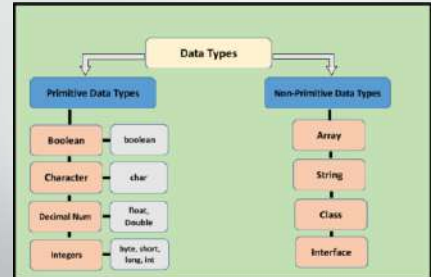 Data Types
Primitive Data Types
Non-Primitive Data Types
Boolean
boolean
Character
char
Decimal Num
float,
Double
Integers
byte, short,
long, int
Array
String
Class
Interface